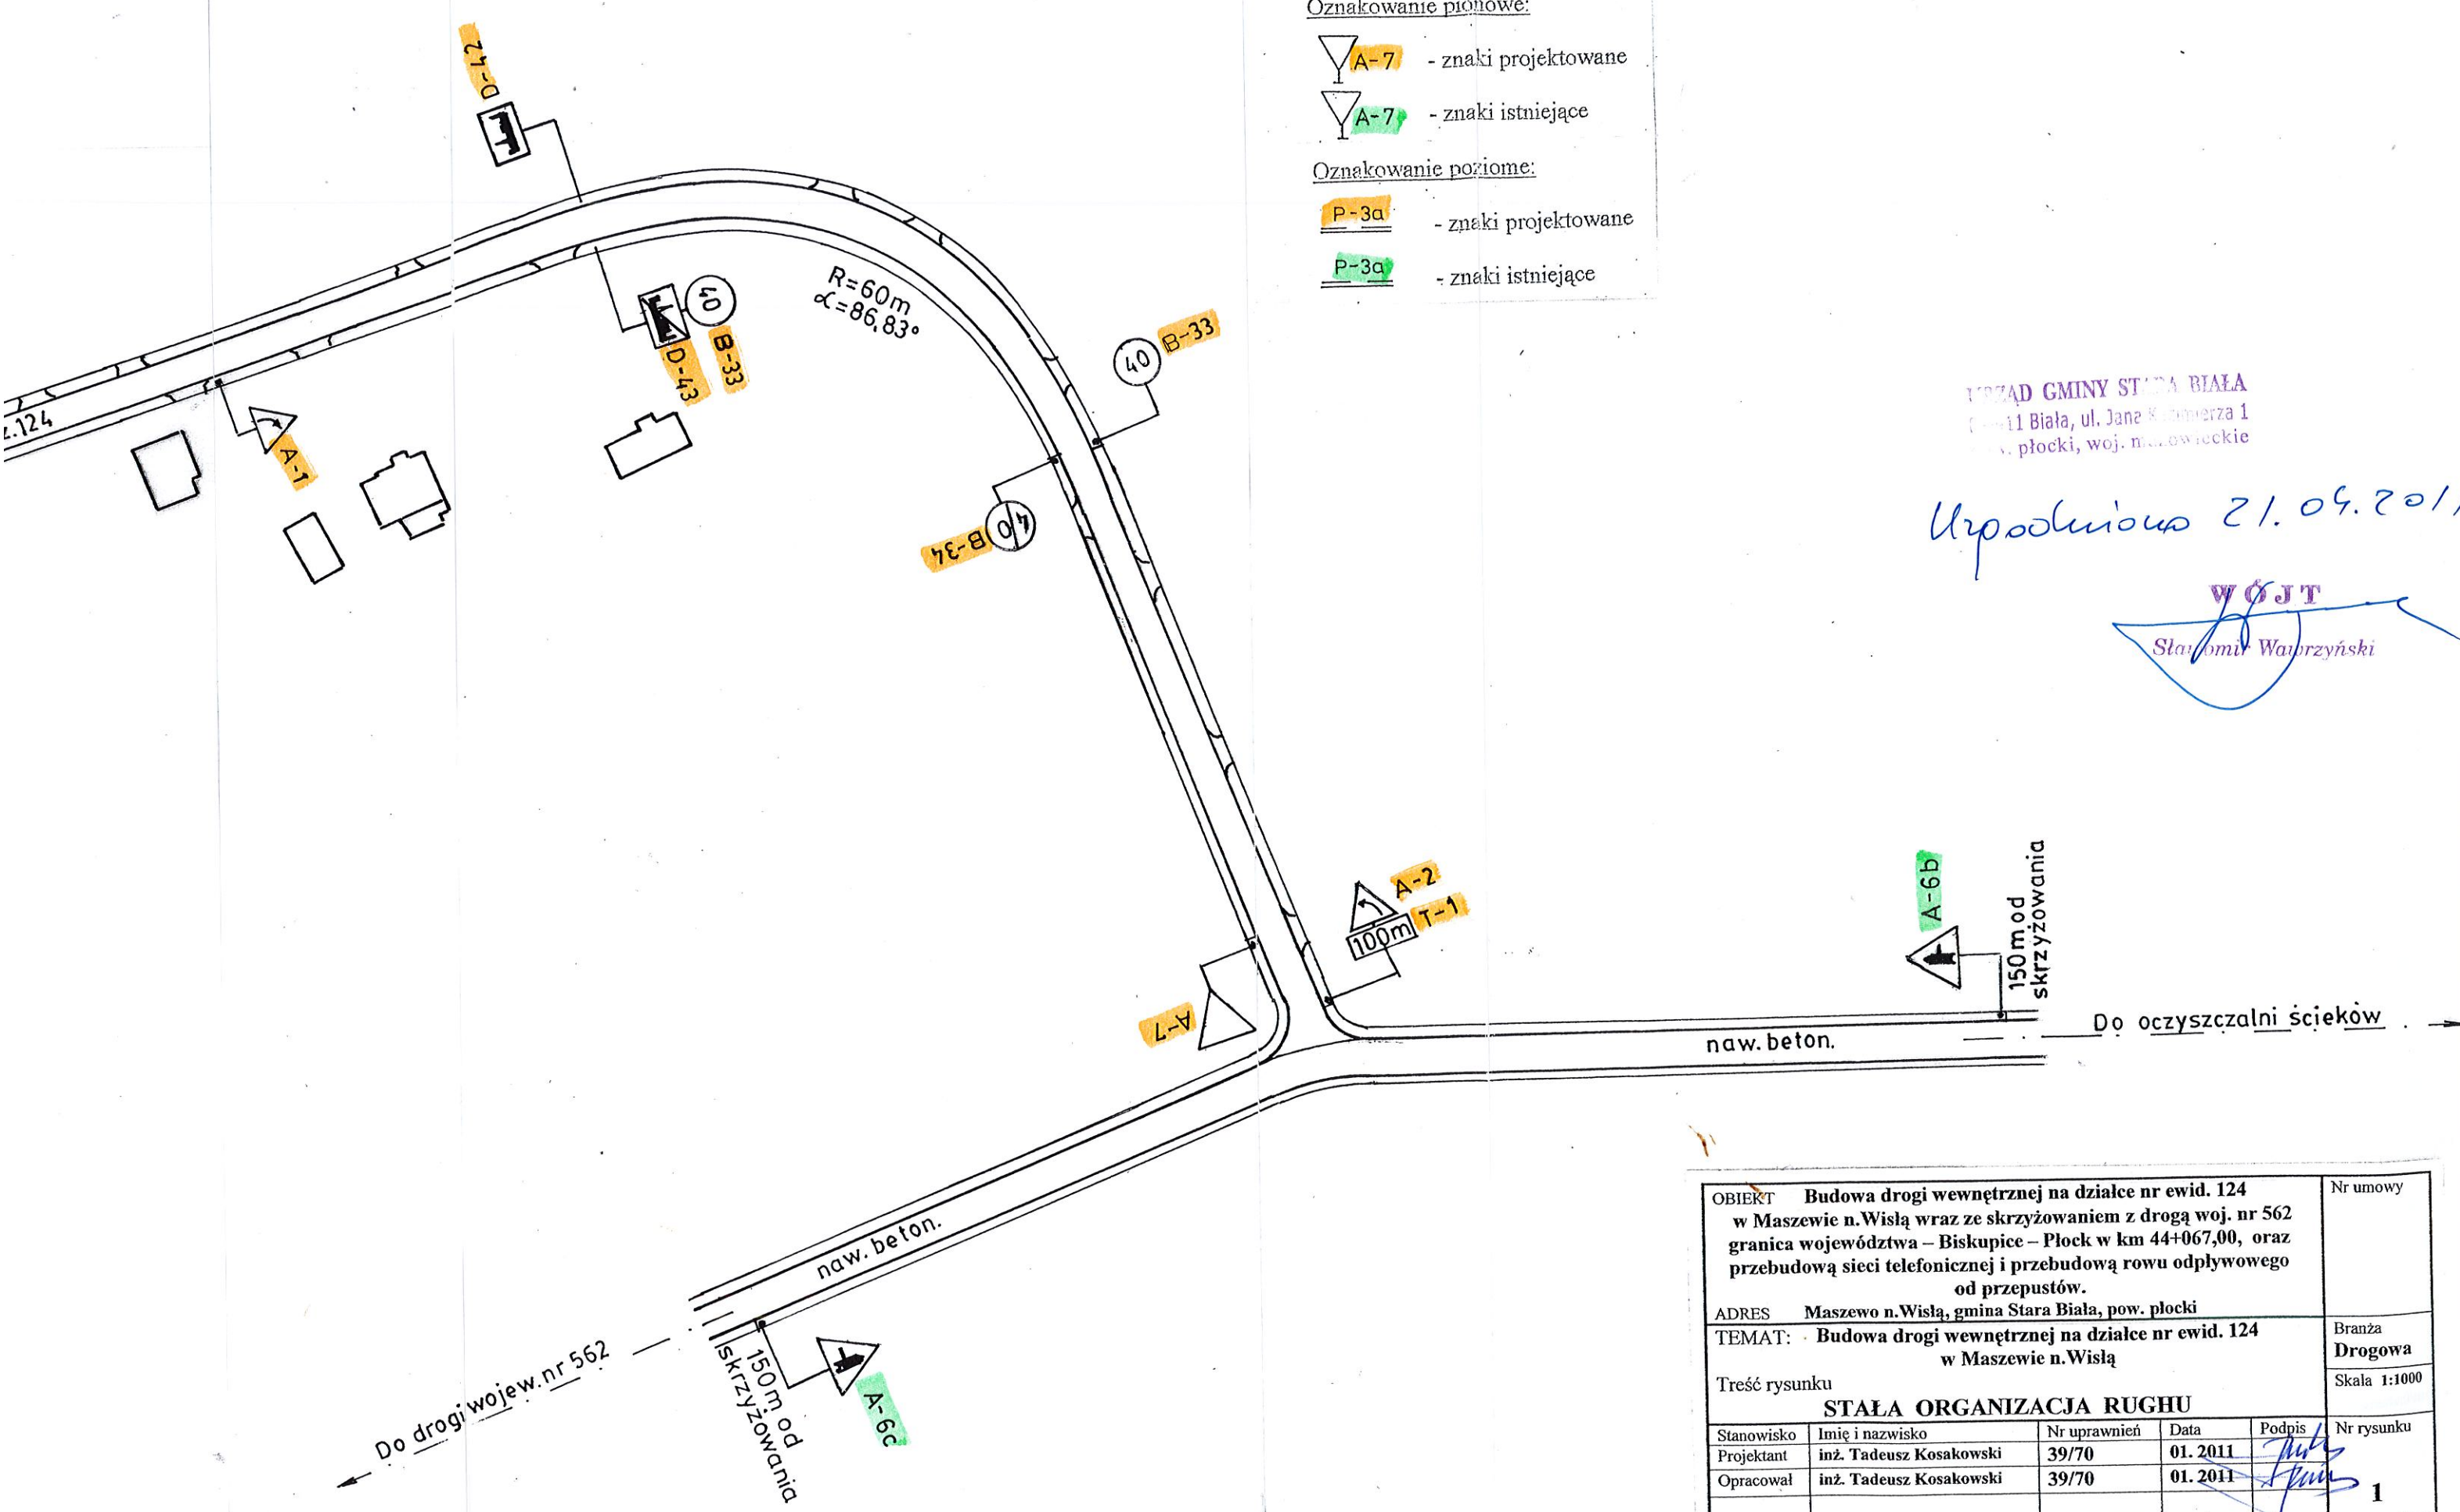 Oznakowanie pionowe:
A-7 - znaki projektowane
A-7 - znaki istniejące
Oznakowanie poziome:
P-3a - znaki projektowane
P-3a - znaki istniejące
D-42
40
D-43
B-33
R=60m
α=86,83°
40 B-33
40
B-34
z.124
A-1
URZĄD GMINY BIAŁA
Biała, ul. Jana
płocki, woj.
Uzgodniono 21.04.201
WÓJT
Sławomir Wawrzyński
A-2
T-1
100m
A-7
A-6b
150m od
skrzyżowania
Do oczyszczalni ścieków
naw. beton.
naw. beton.
Do drogi wojew. nr 562
150m od
skrzyżowania
A-6c
OBIEKT Budowa drogi wewnętrznej na działce nr ewid. 124
w Maszewie n.Wisłą wraz ze skrzyżowaniem z drogą woj. nr 562
granica województwa – Biskupice – Płock w km 44+067,00, oraz
przebudową sieci telefonicznej i przebudową rowu odpływowego
od przepustów.
ADRES Maszewo n.Wisłą, gmina Stara Biała, pow. płocki
Nr umowy
TEMAT: Budowa drogi wewnętrznej na działce nr ewid. 124
w Maszewie n.Wisłą
Branża
Drogowa
Treść rysunku
STAŁA ORGANIZACJA RUGHU
Skala 1:1000
Stanowisko Imię i nazwisko Nr uprawnień Data Podpis Nr rysunku
Projektant inż. Tadeusz Kosakowski 39/70 01. 2011
Opracował inż. Tadeusz Kosakowski 39/70 01. 2011
1